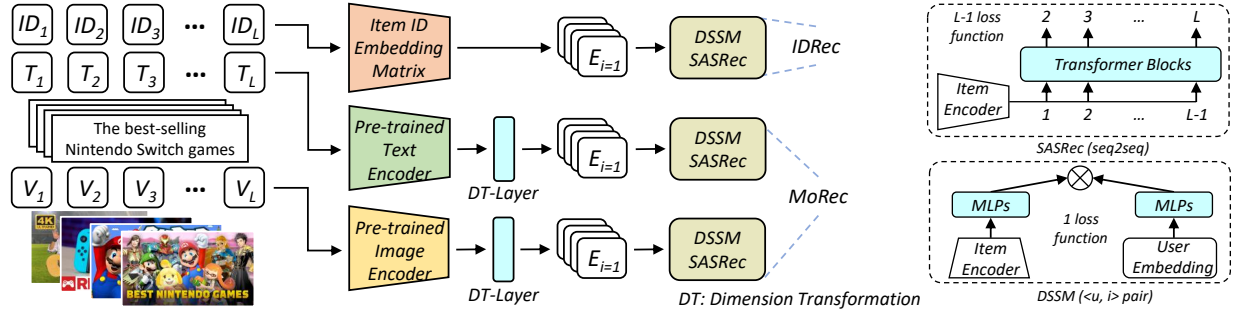 ID1 ID2 ID3 ••• IDL
T1 T2 T3 ••• TL
The best-selling
Nintendo Switch games
V1 V2 V3 ••• VL
4K
BEST NINTENDO GAMES
Item ID
Embedding
Matrix
Ei=1
DSSM
SASRec
IDRec
Pre-trained
Text
Encoder
DT-Layer
Ei=1
DSSM
SASRec
MoRec
Pre-trained
Image
Encoder
DT-Layer
Ei=1
DSSM
SASRec
DT: Dimension Transformation
L-1 loss
function
2 3 ... L
Transformer Blocks
Item
Encoder
1 2 ... L-1
SASRec (seq2seq)
MLPs
MLPs
1 loss
function
Item
Encoder
User
Embedding
DSSM (<u, i> pair)